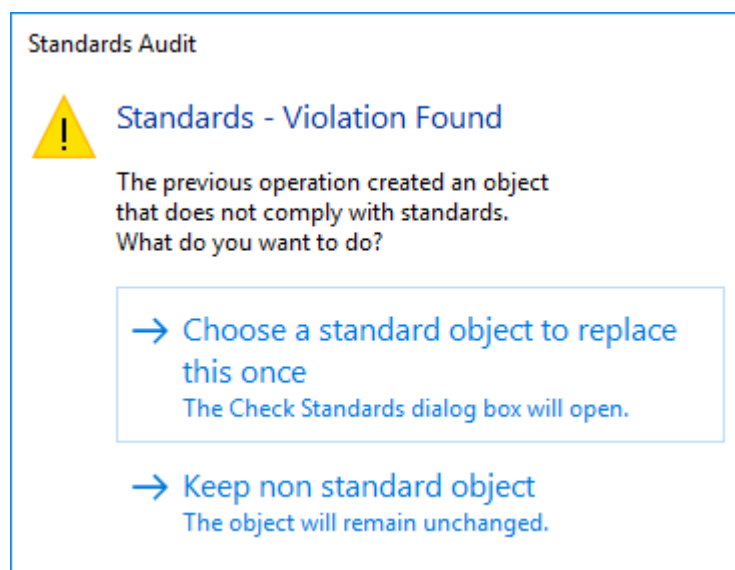 Standards Audit
Standards - Violation Found
The previous operation created an object
that does not comply with standards.
What do you want to do?
→ Choose a standard object to replace
this once
The Check Standards dialog box will open.
→ Keep non standard object
The object will remain unchanged.